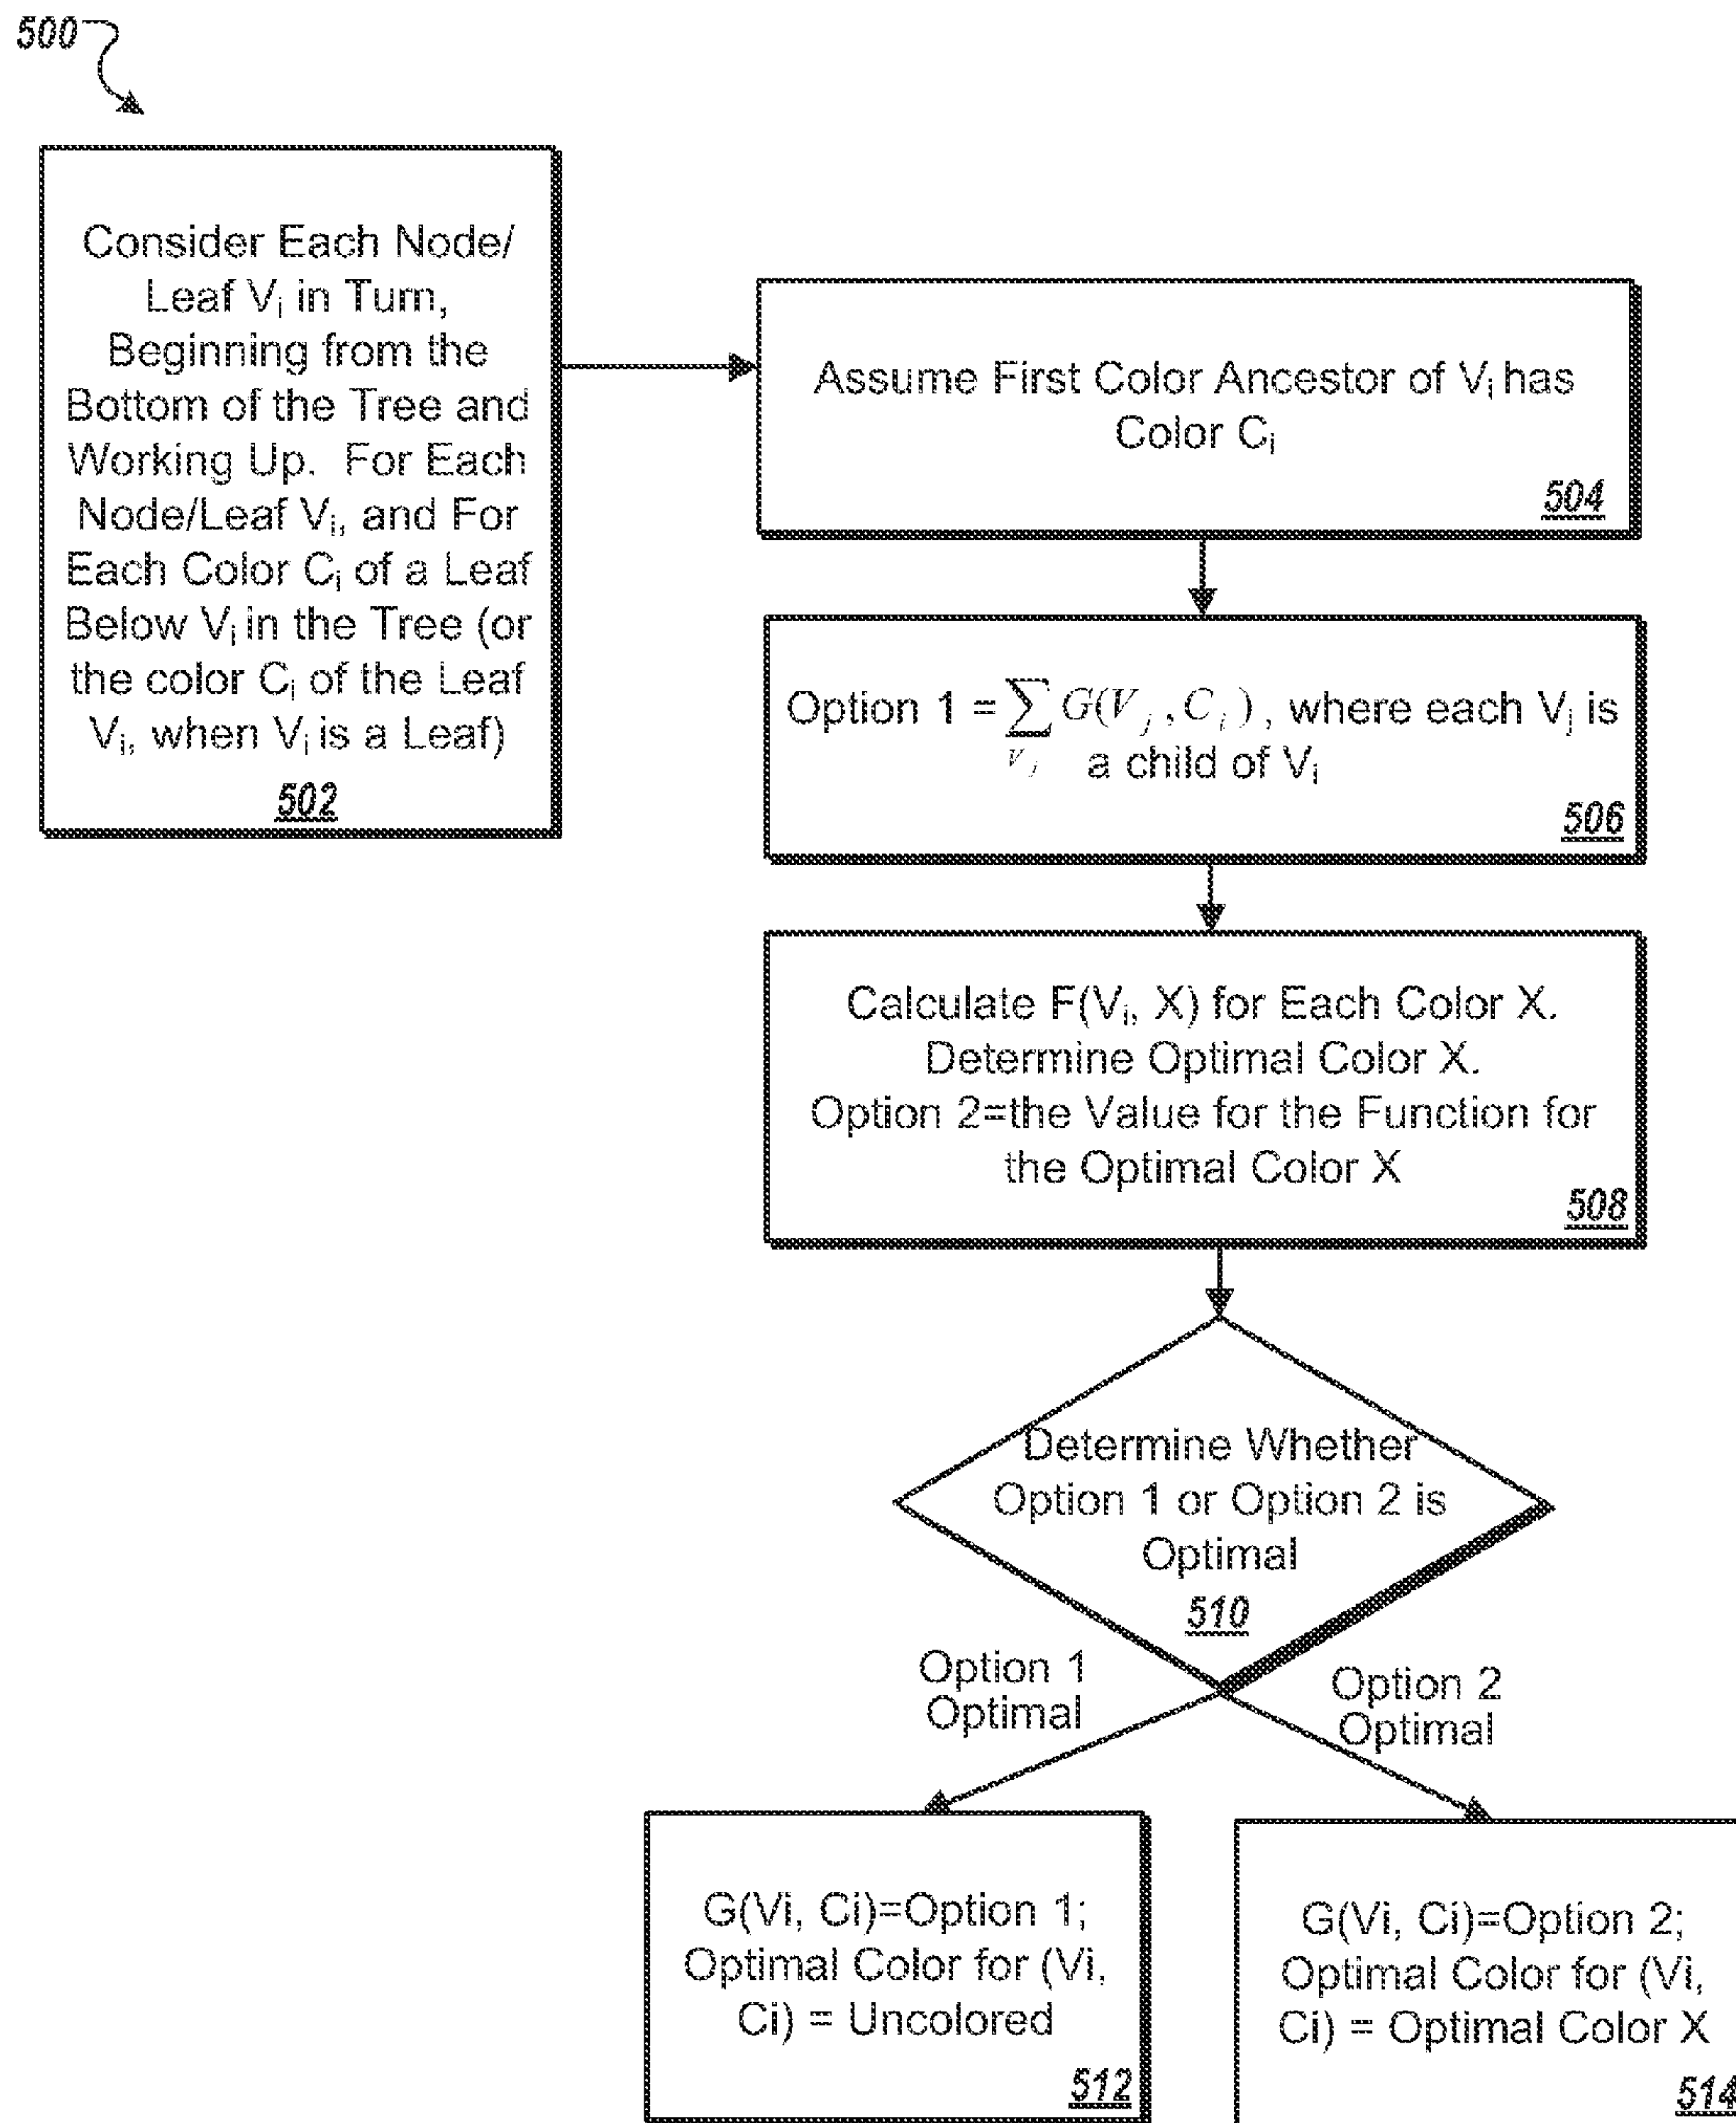 500
Consider Each Node/
Leaf Vi in Turn,
Beginning from the
Bottom of the Tree and
Working Up. For Each
Node/Leaf Vi, and For
Each Color Ci of a Leaf
Below Vi in the Tree (or
the color Ci of the Leaf
Vi, when Vi is a Leaf)
502
Assume First Color Ancestor of Vi has
Color Ci
504
Option 1 = ∑ G(Vj, Ci), where each Vj is
Vj a child of Vi
506
Calculate F(Vi, X) for Each Color X.
Determine Optimal Color X.
Option 2=the Value for the Function for
the Optimal Color X
508
Determine Whether
Option 1 or Option 2 is
Optimal
510
Option 1
Optimal
Option 2
Optimal
G(Vi, Ci)=Option 1;
Optimal Color for (Vi,
Ci) = Uncolored
512
G(Vi, Ci)=Option 2;
Optimal Color for (Vi,
Ci) = Optimal Color X
514